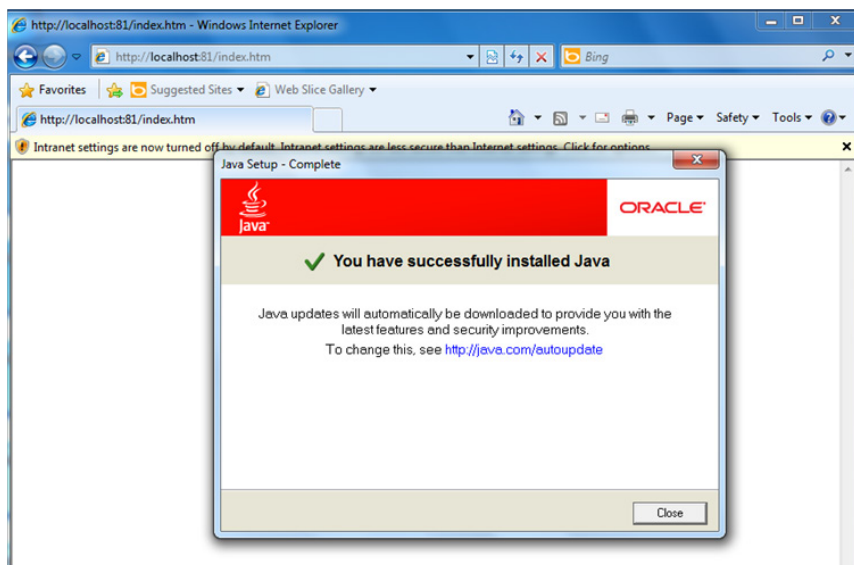 http://localhost:81/index.htm - Windows Internet Explorer
http://localhost:81/index.htm
Bing
Favorites
Suggested Sites
Web Slice Gallery
http://localhost:81/index.htm
Page
Safety
Tools
Intranet settings are now turned off by default. Intranet settings are less secure than Internet settings. Click for options
Java Setup - Complete
Java
ORACLE
You have successfully installed Java
Java updates will automatically be downloaded to provide you with the
latest features and security improvements.
To change this, see http://java.com/autoupdate
Close